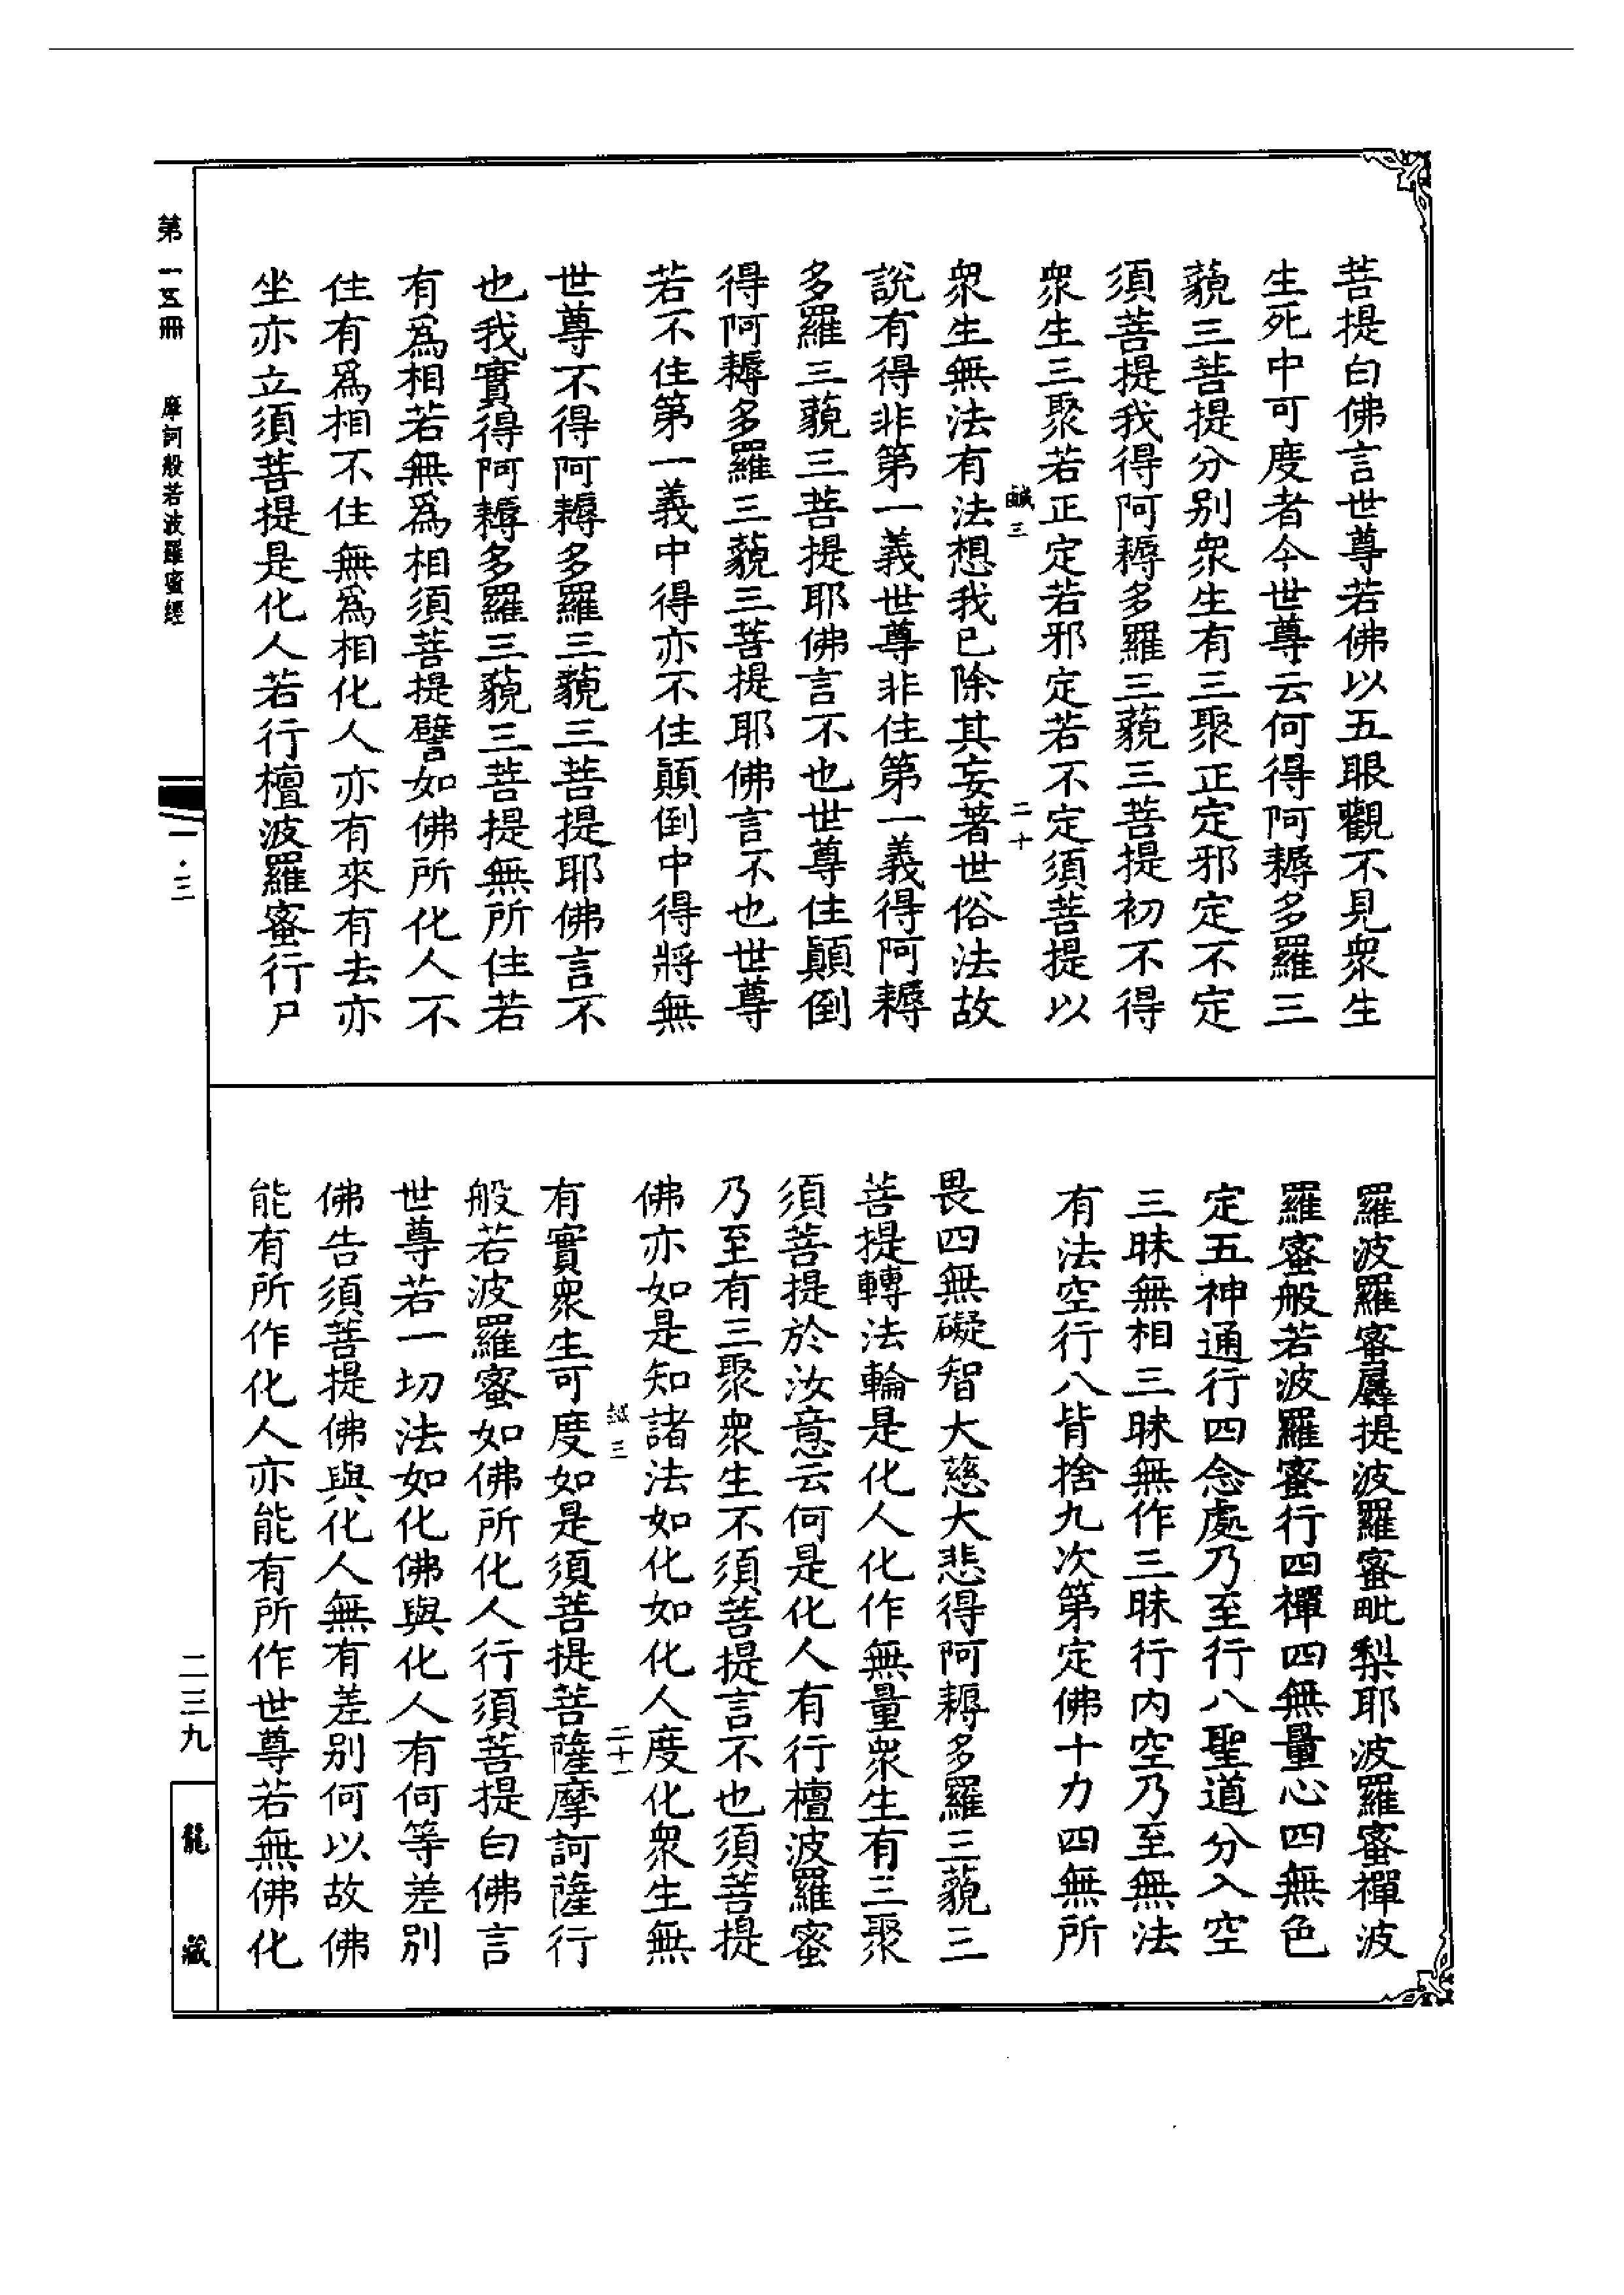 菩提白佛言世尊若佛以五眼觀不見衆生
生死中可度者今世尊云何得阿耨多羅三
藐三菩提分别衆生有三聚正定邪定不定
須菩提我得阿耨多羅三藐三菩提初不得
衆生三聚若正定若邪定若不定須菩提以
鹹三
二十
衆生無法有法想我已除其妄著世俗法故
說有得非第一義世尊非住第一義得阿耨
多羅三藐三菩提耶佛言不也世尊住顛倒
得阿耨多羅三藐三菩提耶佛言不也世尊
若不住第一義中得亦不住顛倒中得將無
世尊不得阿耨多羅三藐三菩提耶佛言不
也我實得阿耨多羅三藐三菩提無所住若
有爲相若無爲相須菩提譬如佛所化人不
住有爲相不住無爲相化人亦有來有去亦
坐亦立須菩提是化人若行檀波羅蜜行尸
羅波羅蜜羼提波羅蜜毗梨耶波羅蜜禪波
羅蜜般若波羅蜜行四禪四無量心四無色
定五神通行四念處乃至行八聖道分入空
三昧無相三昧無作三昧行内空乃至無法
有法空行八背捨九次第定佛十力四無所
畏四無礙智大慈大悲得阿耨多羅三藐三
菩提轉法輪是化人化作無量衆生有三聚
須菩提於汝意云何是化人有行檀波羅蜜
乃至有三聚衆生不須菩提言不也須菩提
佛亦如是知諸法如化如化人度化衆生無
三
二十一
有實衆生可度如是須菩提菩薩摩訶薩行
般若波羅蜜如佛所化人行須菩提白佛言
世尊若一切法如化佛與化人有何等差別
佛告須菩提佛與化人無有差别何以故佛
能有所作化人亦能有所作世尊若無佛化
第一五冊
摩訶般若波羅蜜經
一·三
二三九
龍藏